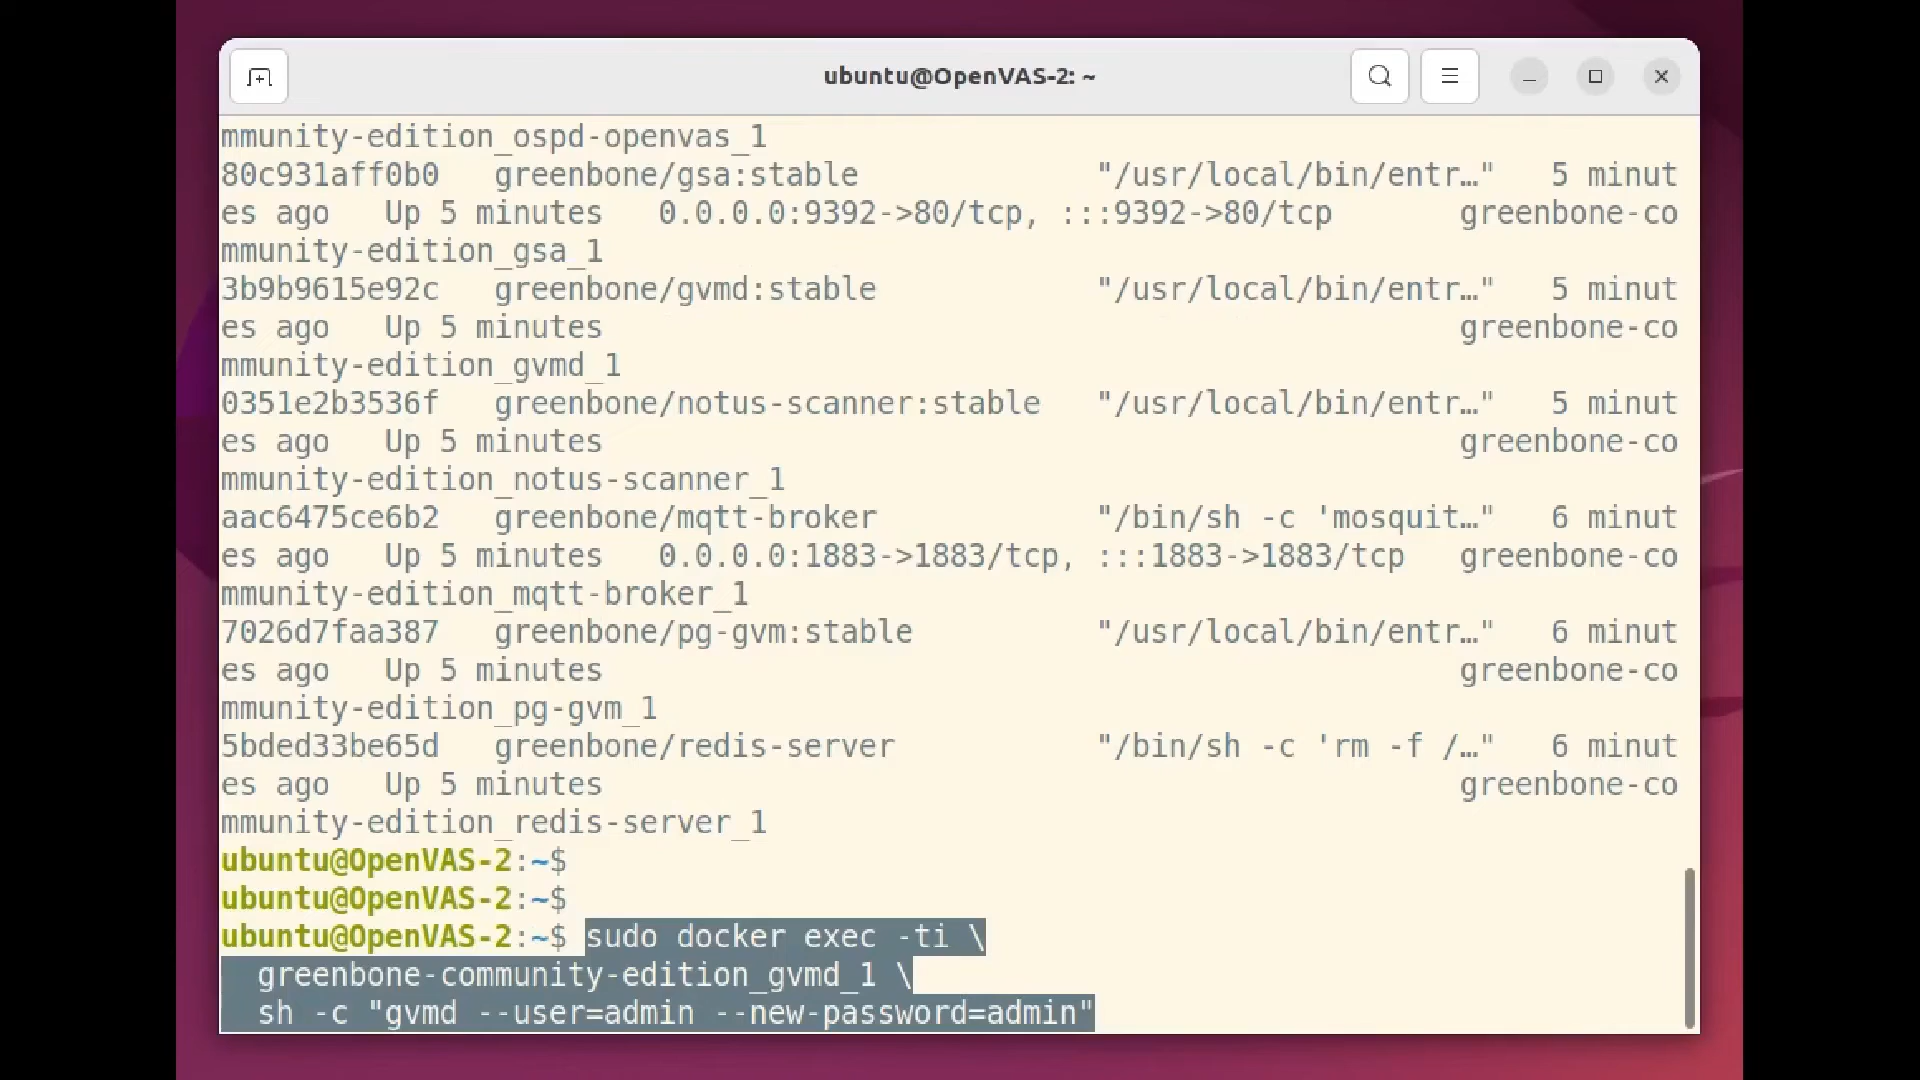 ubuntu@OpenVAS-2: ~
mmunity-edition_ospd-openvas_1
80c931aff0b0   greenbone/gsa:stable             "/usr/local/bin/entr…"   5 minut
es ago   Up 5 minutes   0.0.0.0:9392->80/tcp, :::9392->80/tcp       greenbone-co
mmunity-edition_gsa_1
3b9b9615e92c   greenbone/gvmd:stable            "/usr/local/bin/entr…"   5 minut
es ago   Up 5 minutes                                               greenbone-co
mmunity-edition_gvmd_1
0351e2b3536f   greenbone/notus-scanner:stable   "/usr/local/bin/entr…"   5 minut
es ago   Up 5 minutes                                               greenbone-co
mmunity-edition_notus-scanner_1
aac6475ce6b2   greenbone/mqtt-broker            "/bin/sh -c 'mosquit…"   6 minut
es ago   Up 5 minutes   0.0.0.0:1883->1883/tcp, :::1883->1883/tcp   greenbone-co
mmunity-edition_mqtt-broker_1
7026d7faa387   greenbone/pg-gvm:stable          "/usr/local/bin/entr…"   6 minut
es ago   Up 5 minutes                                               greenbone-co
mmunity-edition_pg-gvm_1
5bded33be65d   greenbone/redis-server           "/bin/sh -c 'rm -f /…"   6 minut
es ago   Up 5 minutes                                               greenbone-co
mmunity-edition_redis-server_1
ubuntu@OpenVAS-2:~$
ubuntu@OpenVAS-2:~$
ubuntu@OpenVAS-2:~$ sudo docker exec -ti \
  greenbone-community-edition_gvmd_1 \
  sh -c "gvmd --user=admin --new-password=admin"